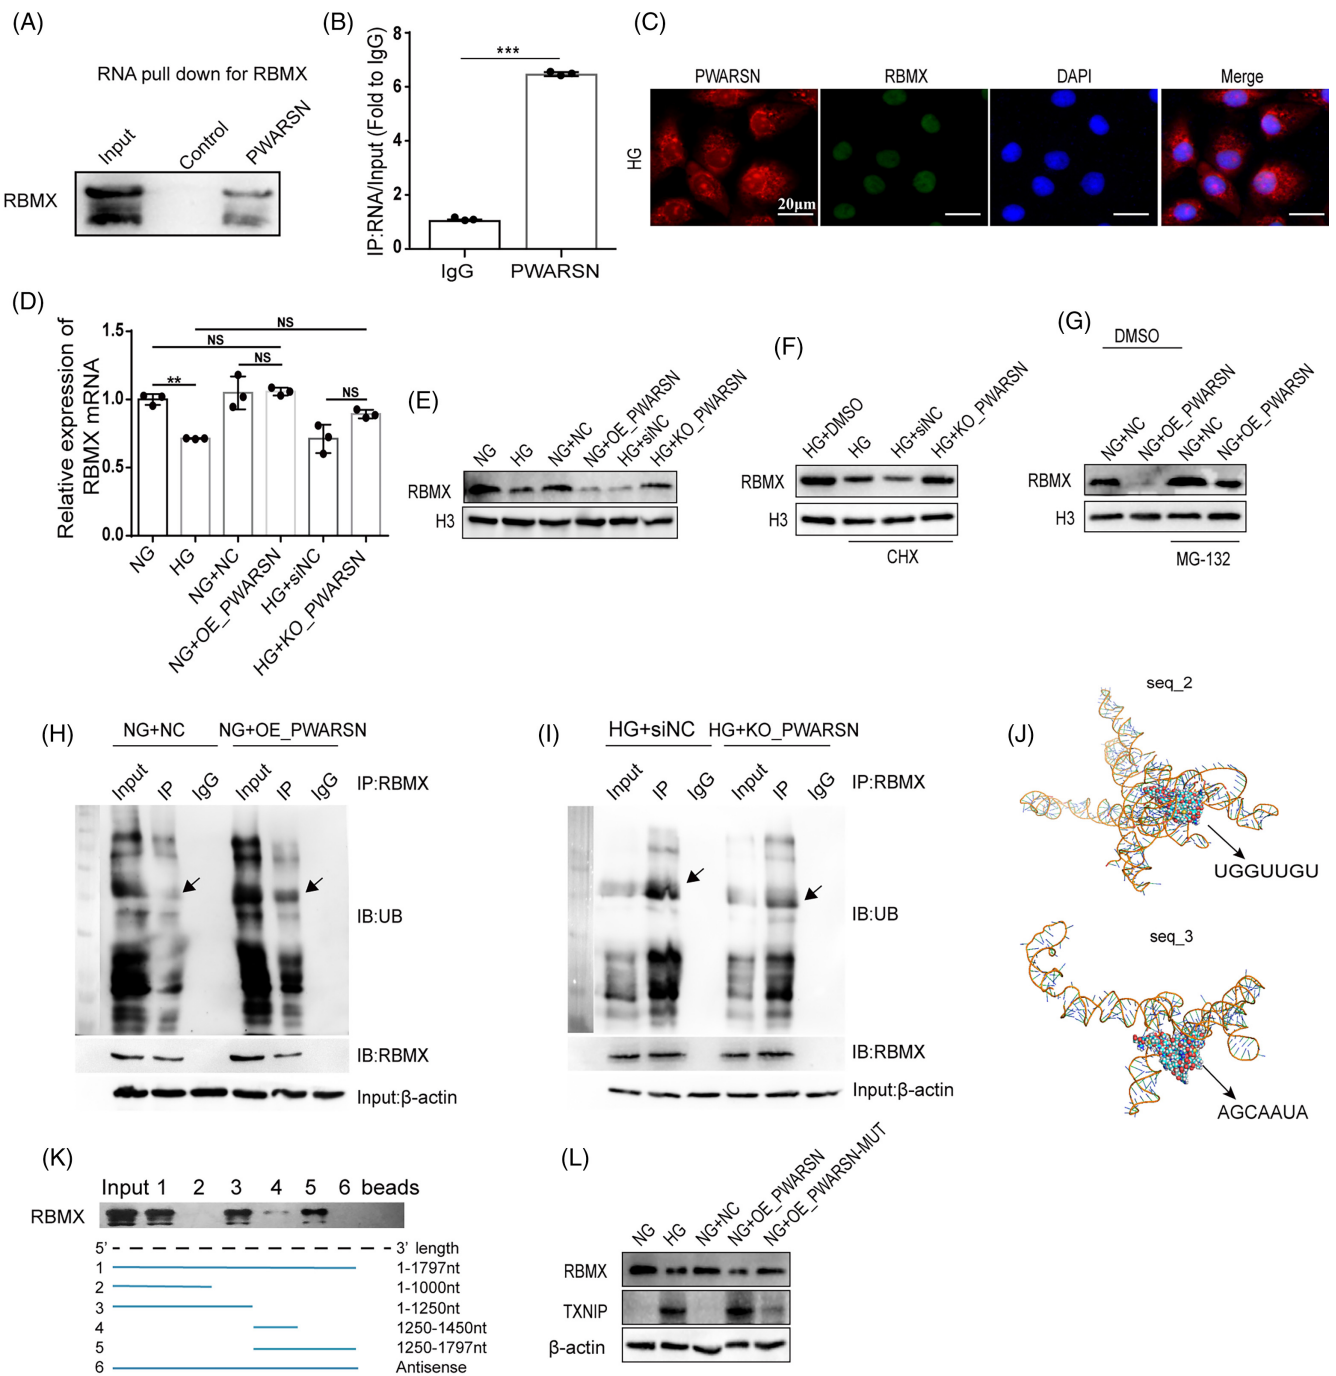 (A)
RNA pull down for RBMX
Input
Control
PWARSN
RBMX
(B)
IP:RNA/Input (Fold to IgG)
8
6
4
2
0
***
IgG
PWARSN
(C)
PWARSN
RBMX
DAPI
Merge
HG
20μm
(D)
Relative expression of
RBMX mRNA
1.5
1.0
0.5
0.0
NS
NS
NS
**
NS
NG
HG
NG+NC
NG+OE_PWARSN
HG+siNC
HG+KO_PWARSN
(E)
NG
HG
NG+NC
NG+OE_PWARSN
HG+siNC
HG+KO_PWARSN
RBMX
H3
(F)
HG+DMSO
HG
HG+siNC
HG+KO_PWARSN
RBMX
H3
CHX
(G)
DMSO
NG+NC
NG+OE_PWARSN
NG+NC
NG+OE_PWARSN
RBMX
H3
MG-132
(H)
NG+NC
NG+OE_PWARSN
Input
IP
IgG
Input
IP
IgG
IP:RBMX
IB:UB
IB:RBMX
Input:β-actin
(I)
HG+siNC
HG+KO_PWARSN
Input
IP
IgG
Input
IP
IgG
IP:RBMX
IB:UB
IB:RBMX
Input:β-actin
(J)
seq_2
UGGUUGU
seq_3
AGCAAUA
(K)
Input 1 2 3 4 5 6 beads
RBMX
5' 3' length
1 1-1797nt
2 1-1000nt
3 1-1250nt
4 1250-1450nt
5 1250-1797nt
6 Antisense
(L)
NG
HG
NG+NC
NG+OE_PWARSN
NG+OE_PWARSN-MUT
RBMX
TXNIP
β-actin